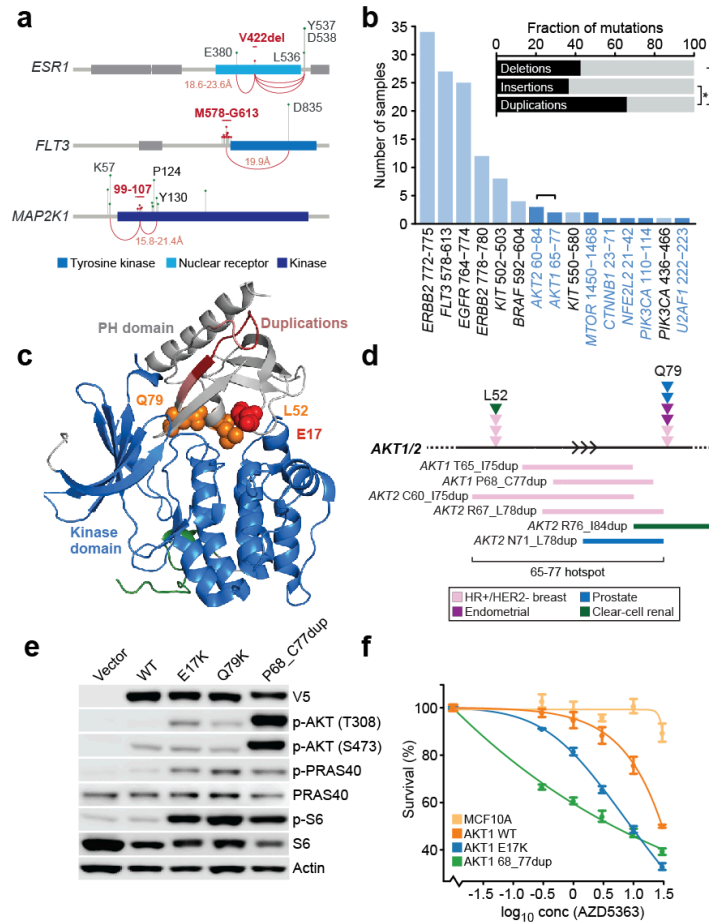 a
Y537
V422del
D538
E380
L536
ESR1
18.6-23.6Å
M578-G613
D835
FLT3
19.9Å
K57
P124
99-107
Y130
MAP2K1
15.8-21.4Å
Tyrosine kinase
Nuclear receptor
Kinase
b
Fraction of mutations
0 20 40 60 80 100
Deletions
Insertions
Duplications
*
Number of samples
35
30
25
20
15
10
5
0
ERBB2 772-775
FLT3 578-613
EGFR 764–774
ERBB2 778-780
KIT 502–503
BRAF 592-604
AKT2 60–84
AKT1 65–77
KIT 550–580
MTOR 1450–1468
CTNNB1 23–71
NFE2L2 21–42
PIK3CA 110–114
PIK3CA 436-466
U2AF1 222–223
c
PH domain
Duplications
Q79
L52
E17
Kinase
domain
d
Q79
L52
AKT1/2
AKT1 T65_I75dup
AKT1 P68_C77dup
AKT2 C60_I75dup
AKT2 R67_L78dup
AKT2 R76_I84dup
AKT2 N71_L78dup
65-77 hotspot
HR+/HER2- breast
Prostate
Endometrial
Clear-cell renal
e
Vector
WT
E17K
Q79K
P68_C77dup
V5
p-AKT (T308)
p-AKT (S473)
p-PRAS40
PRAS40
p-S6
S6
Actin
f
Survival (%)
100
80
60
40
MCF10A
AKT1 WT
AKT1 E17K
AKT1 68_77dup
-1.5 -1.0 -0.5 0 0.5 1.0 1.5
log10 conc (AZD5363)